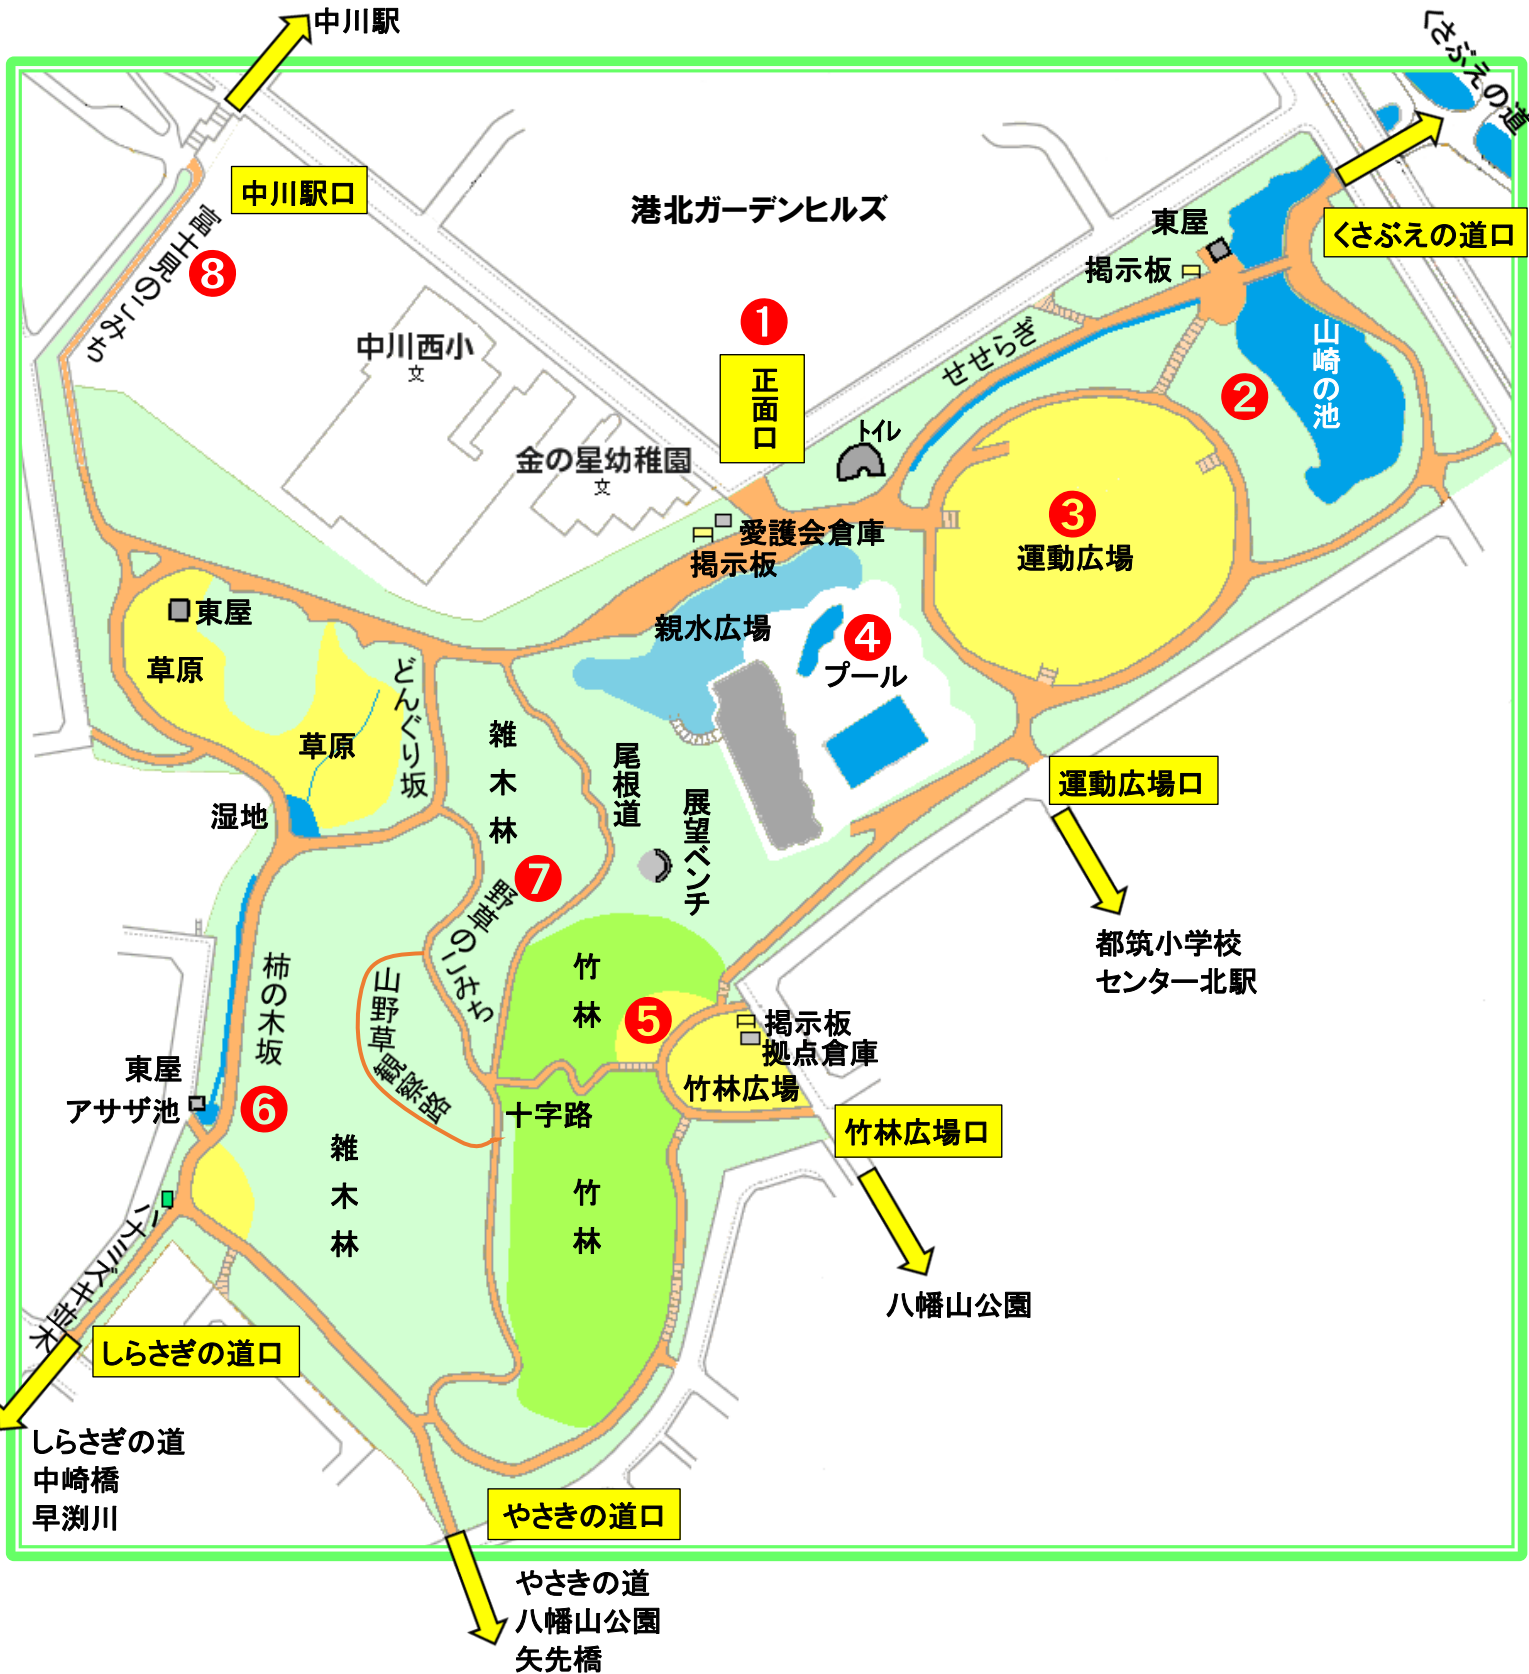 中川駅
くさぶえの道
中川駅口
港北ガーデンヒルズ
東屋
くさぶえの道口
掲示板
富士見のこみち
8
1
中川西小
文
正面口
せせらぎ
山崎の池
2
トイレ
金の星幼稚園
文
3
愛護会倉庫
掲示板
運動広場
東屋
親水広場
4
草原
どんぐり坂
プール
草原
雑木林
尾根道
運動広場口
湿地
展望ベンチ
7
野草のこみち
都筑小学校
センター北駅
柿の木坂
山野草観察路
竹林
5
掲示板
拠点倉庫
東屋
竹林広場
アサザ池
6
十字路
竹林広場口
雑木林
竹林
ハナミズキ並木
八幡山公園
しらさぎの道口
しらさぎの道
中崎橋
早渕川
やさきの道口
やさきの道
八幡山公園
矢先橋